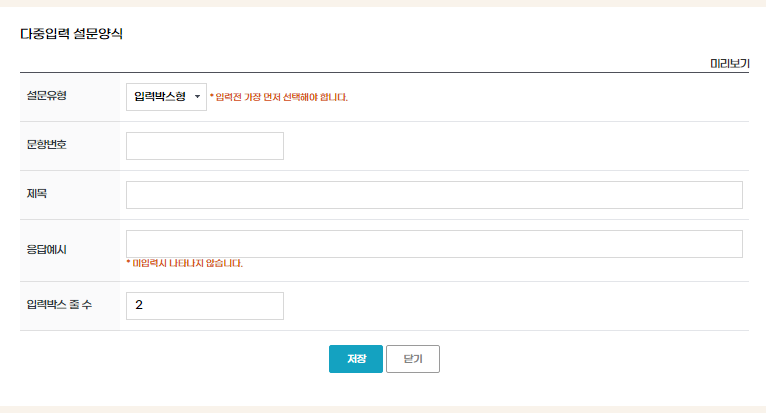 다중입력 설문양식
미리보기
설문유형 입력박스형 * 입력전 가장 먼저 선택해야 합니다.
문항번호
제목
응답예시
* 미입력시 나타나지 않습니다.
입력박스 줄 수 2
저장 닫기